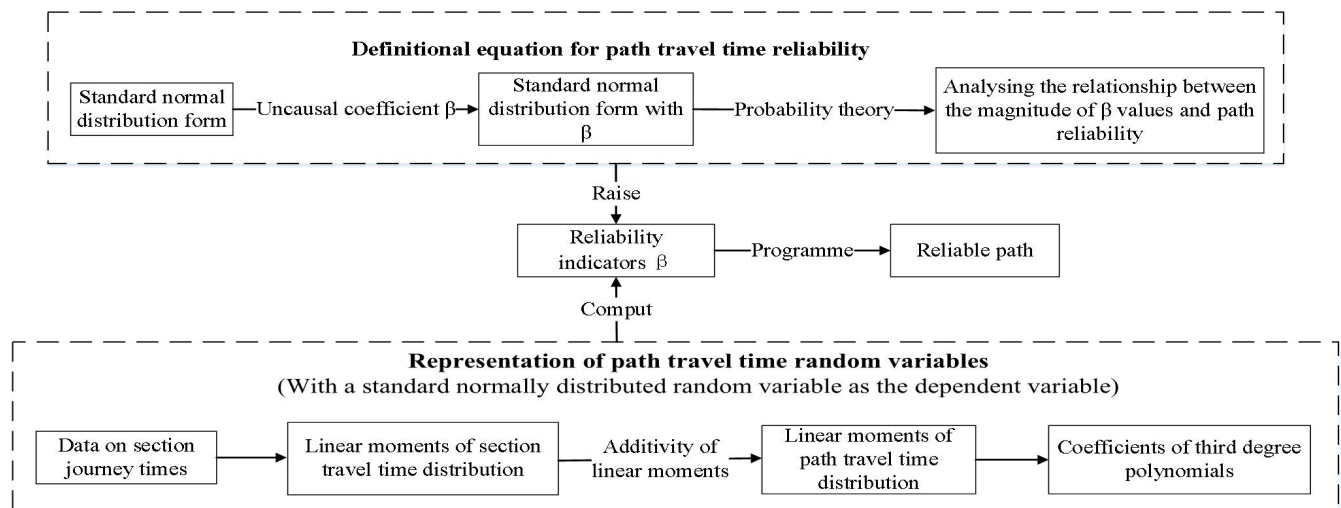 Definitional equation for path travel time reliability
Standard normal
distribution form
Uncausal coefficient β
Standard normal
distribution form with
β
Probability theory
Analysing the relationship between
the magnitude of β values and path
reliability
Raise
Reliability
indicators β
Programme
Reliable path
Comput
Representation of path travel time random variables
(With a standard normally distributed random variable as the dependent variable)
Data on section
journey times
Linear moments of section
travel time distribution
Additivity of
linear moments
Linear moments of
path travel time
distribution
Coefficients of third degree
polynomials